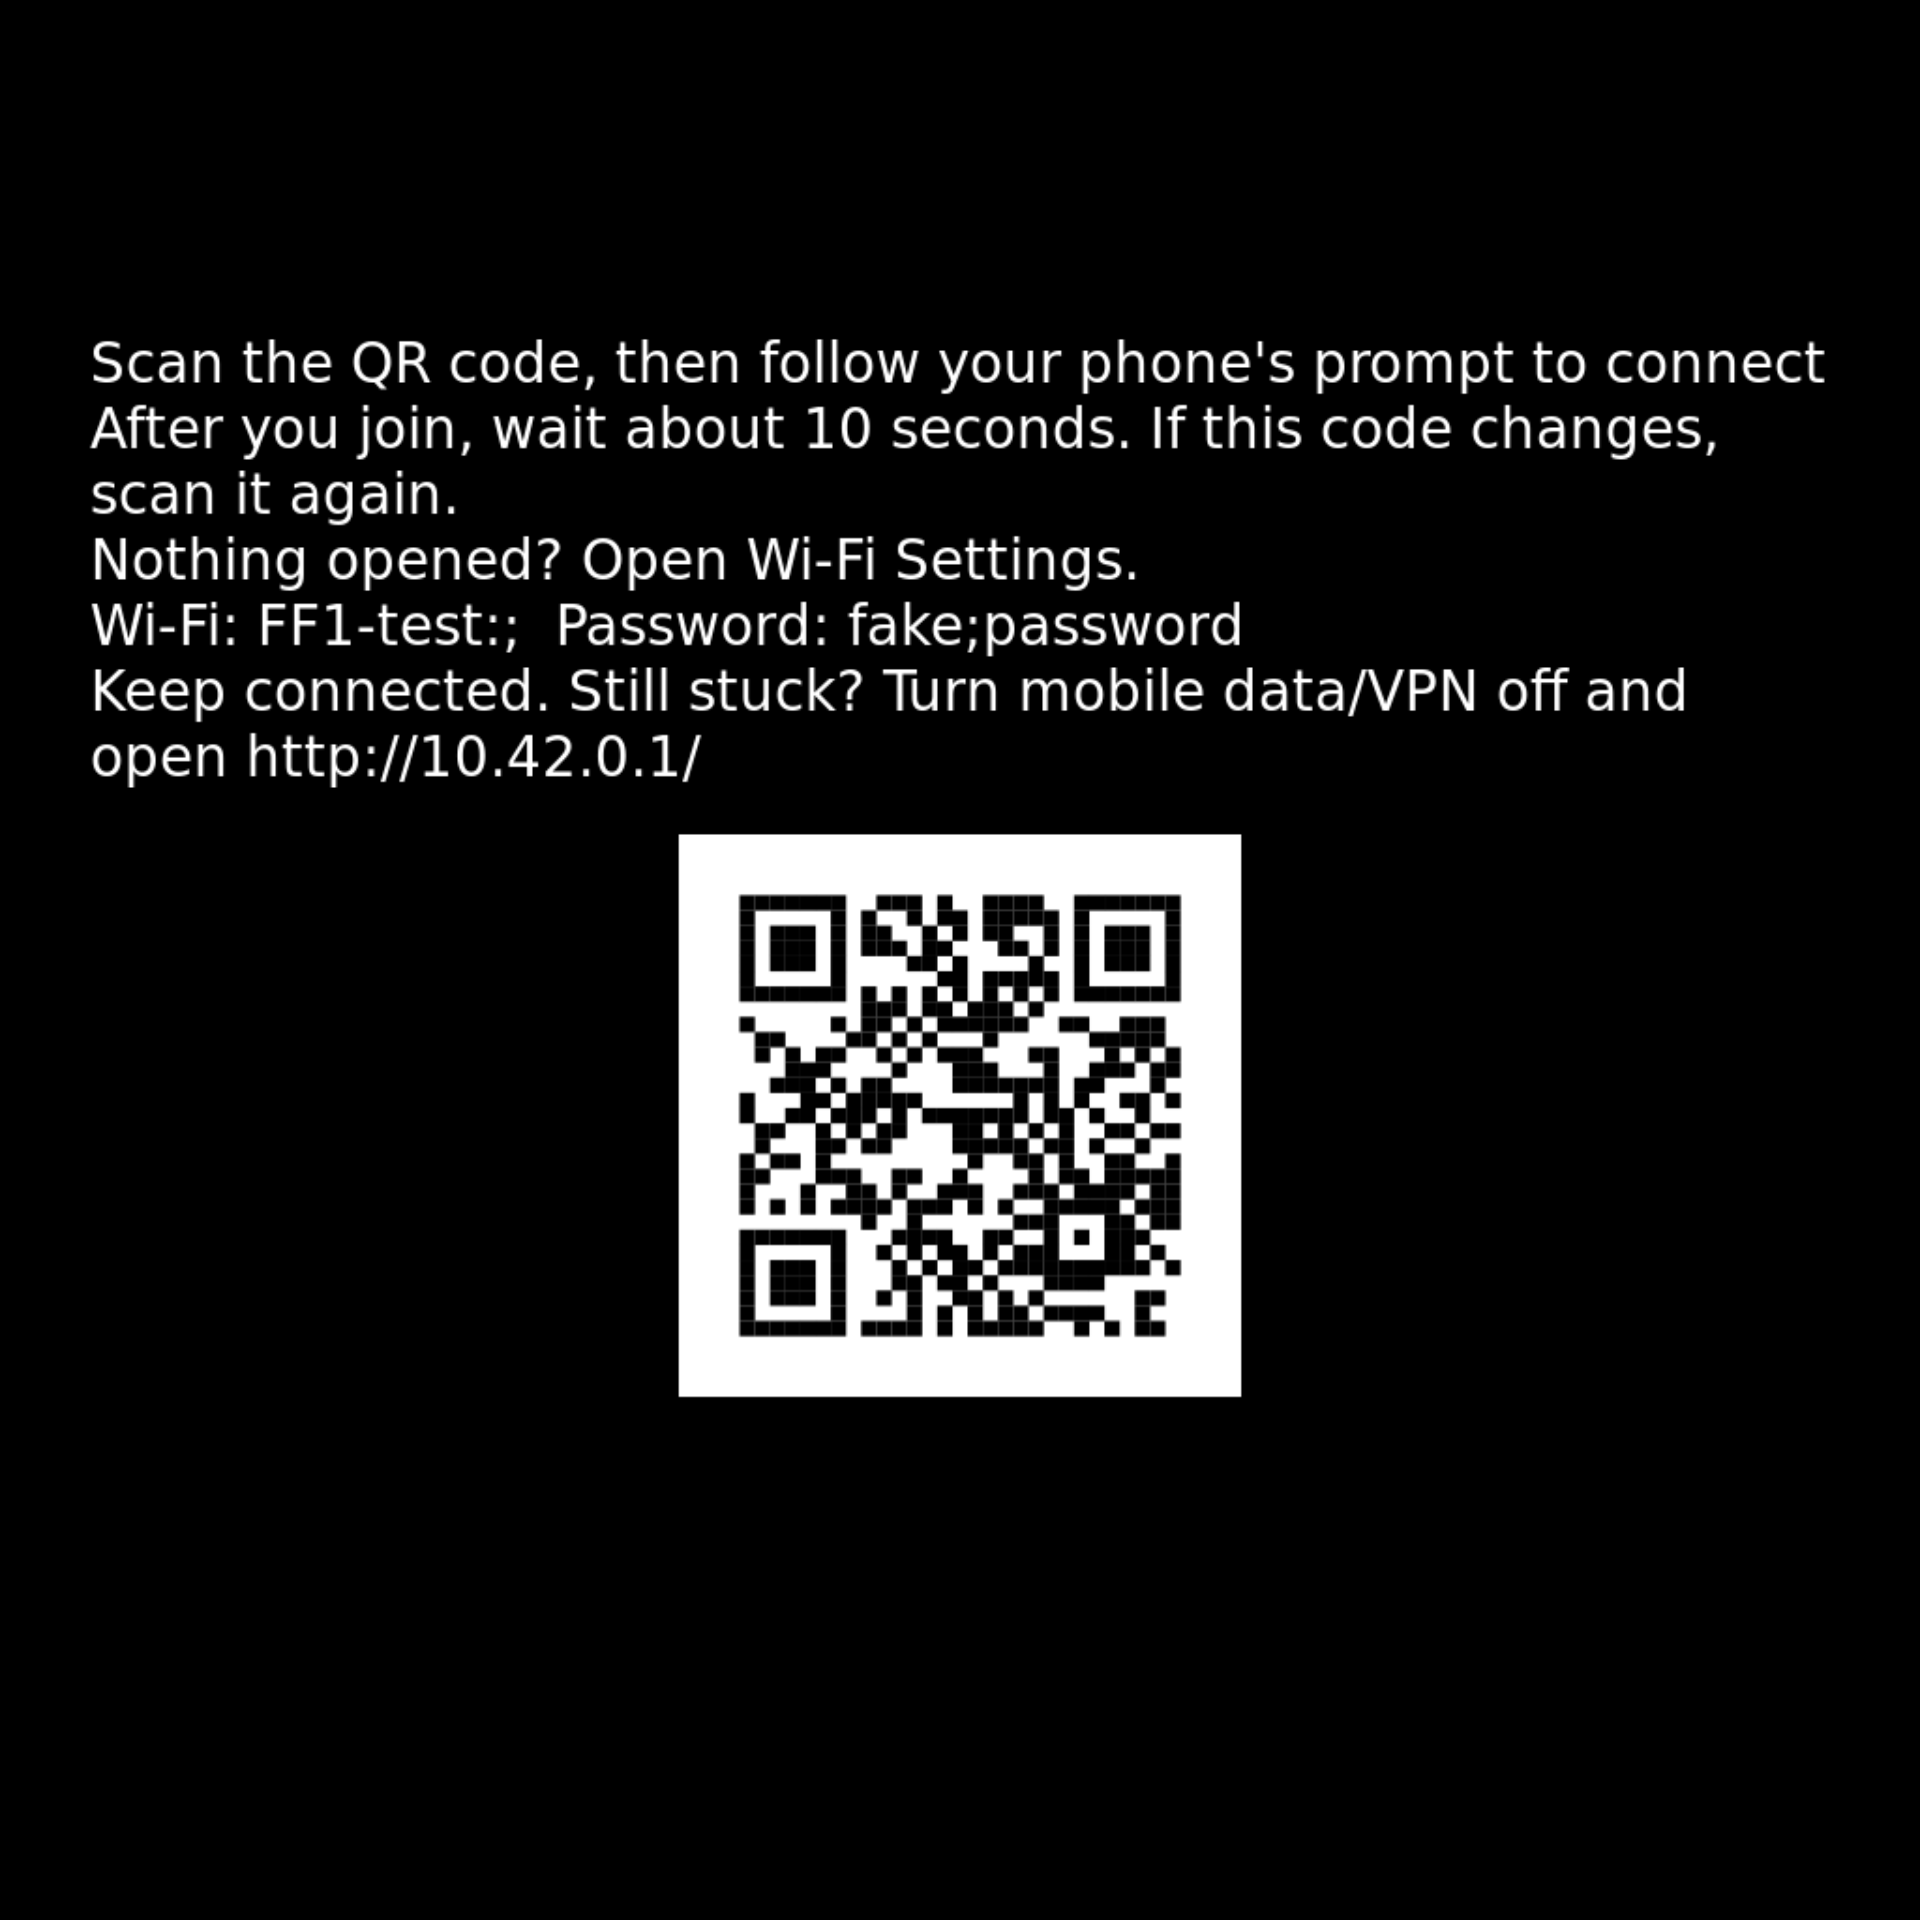 Scan the QR code, then follow your phone's prompt to connect
After you join, wait about 10 seconds. If this code changes,
scan it again.
Nothing opened? Open Wi-Fi Settings.
Wi-Fi: FF1-test:;  Password: fake;password
Keep connected. Still stuck? Turn mobile data/VPN off and
open http://10.42.0.1/